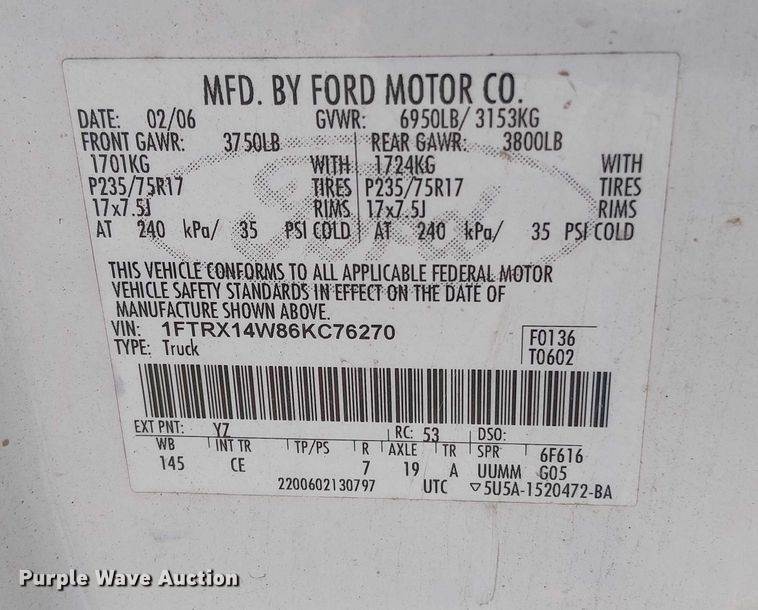 MFD. BY FORD MOTOR CO.
DATE: 02/06 GVWR: 6950LB/ 3153KG
FRONT GAWR: 3750LB REAR GAWR: 3800LB
1701KG WITH 1724KG WITH
P235/75R17 TIRES P235/75R17 TIRES
17x7.5J RIMS 17x7.5J RIMS
AT 240 kPa/ 35 PSI COLD AT 240 kPa/ 35 PSI COLD
Ford
THIS VEHICLE CONFORMS TO ALL APPLICABLE FEDERAL MOTOR
VEHICLE SAFETY STANDARDS IN EFFECT ON THE DATE OF
MANUFACTURE SHOWN ABOVE.
VIN: 1FTRX14W86KC76270 F0136
TYPE: Truck T0602
EXT PNT: YZ RC: 53 DSO:
WB INT TR TP/PS R AXLE TR SPR 6F616
145 CE 7 19 A UUMM G05
2200602130797 UTC ▽5U5A-1520472-BA
Purple Wave Auction